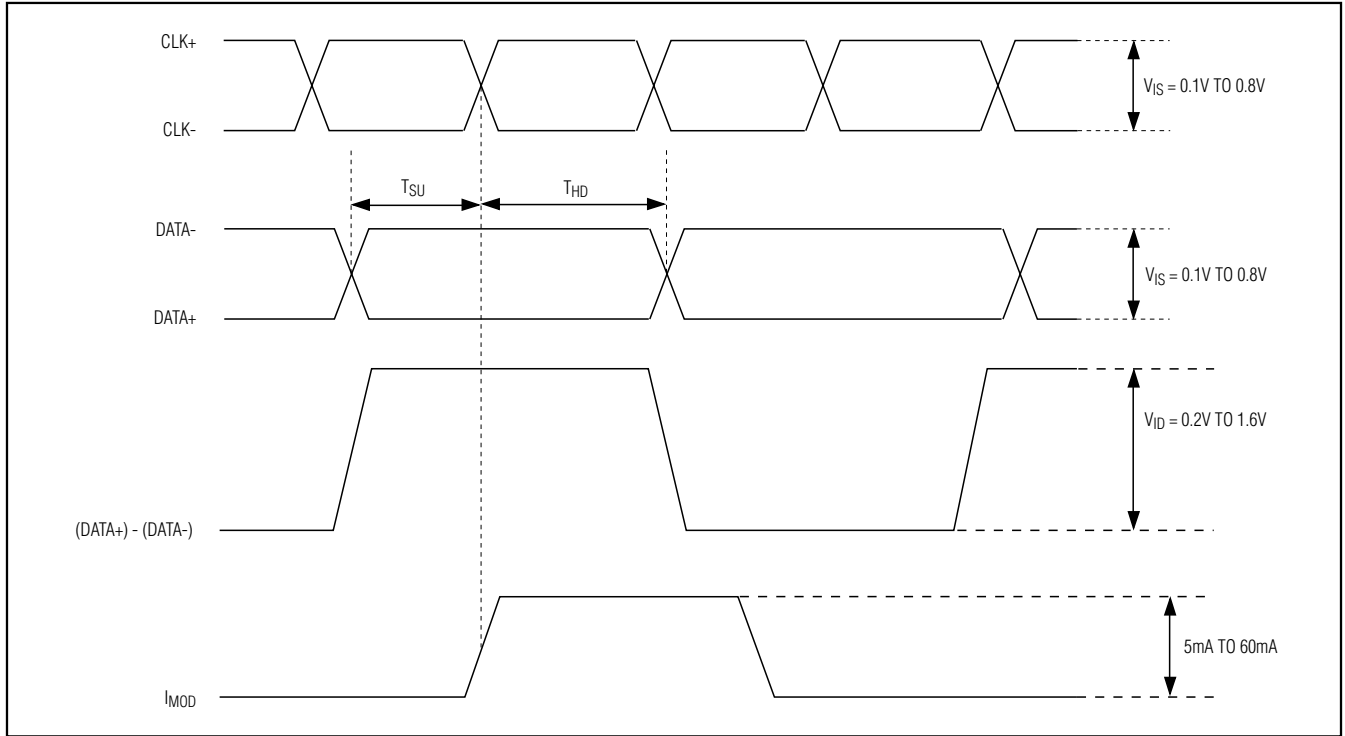 CLK+
V_IS = 0.1V TO 0.8V
CLK-
T_SU
T_HD
DATA-
V_IS = 0.1V TO 0.8V
DATA+
V_ID = 0.2V TO 1.6V
(DATA+) - (DATA-)
5mA TO 60mA
I_MOD